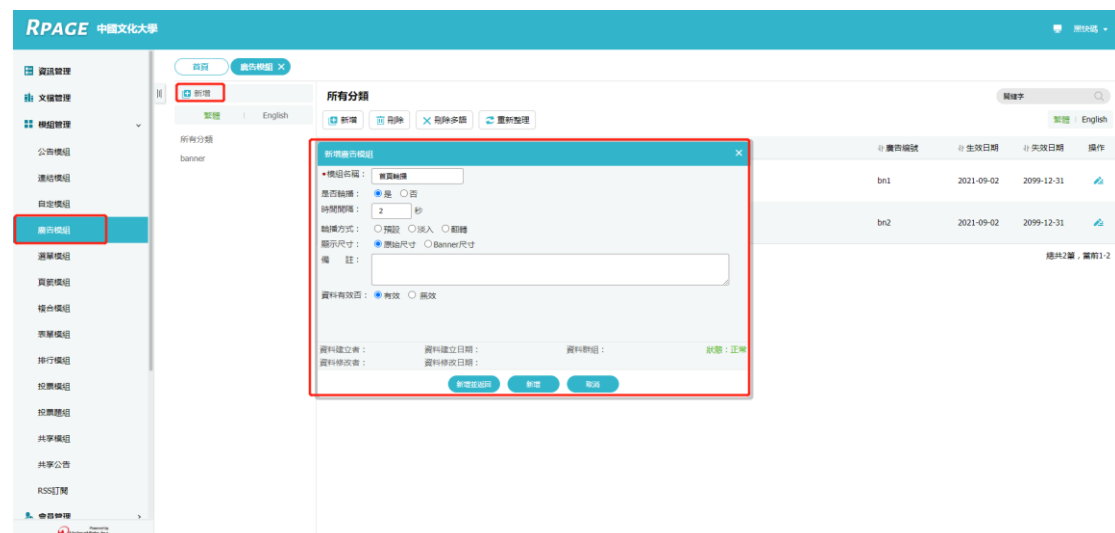 RPAGE 中國文化大學
資訊管理
文檔管理
模組管理
公告模組
連結模組
自定模組
廣告模組
選單模組
頁籤模組
複合模組
表單模組
排行模組
投票模組
投票題組
共享模組
共享公告
RSS訂閱
會員管理
首頁
廣告模組 ×
新增
繁體 | English
所有分類
banner
所有分類
關鍵字
新增 刪除 刪除多語 重新整理
繁體 | English
廣告編號 生效日期 失效日期 操作
bn1 2021-09-02 2099-12-31
bn2 2021-09-02 2099-12-31
總共2筆，當前1-2
新增廣告模組 ×
•模組名稱： 首頁輪播
是否輪播： 是 否
時間間隔： 2 秒
輪播方式： 預設 淡入 翻轉
顯示尺寸： 原始尺寸 Banner尺寸
備 註：
資料有效否： 有效 無效
資料建立者： 資料建立日期： 資料群組： 狀態：正常
資料修改者： 資料修改日期：
新增並返回 新增 取消